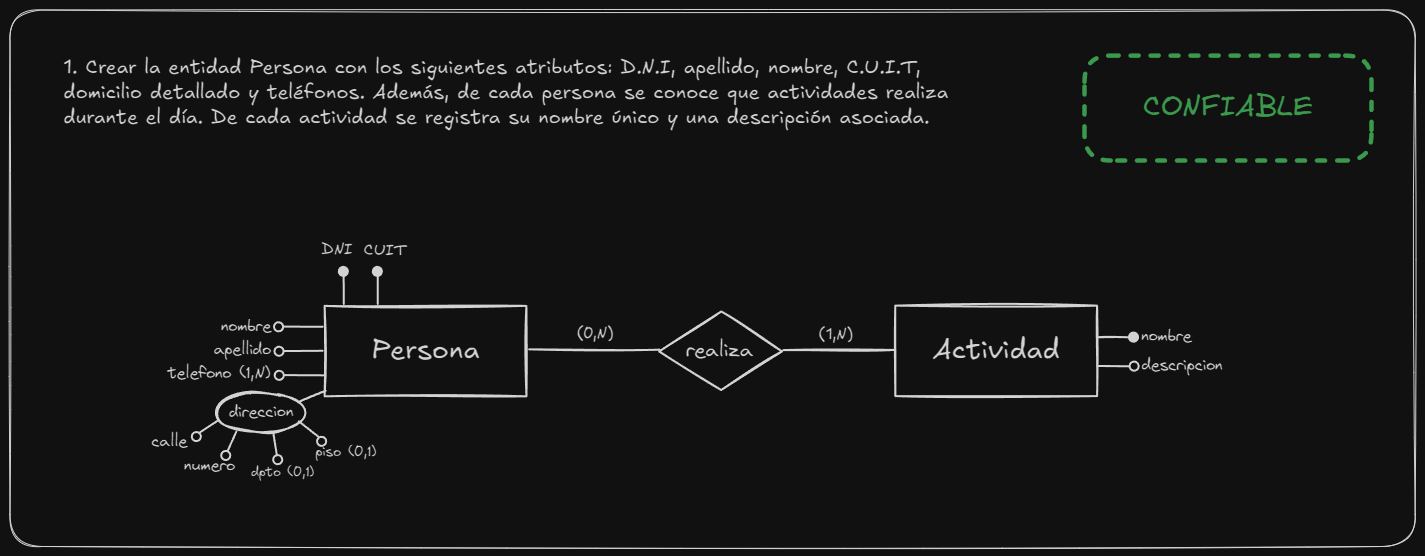 1. Crear la entidad Persona con los siguientes atributos: D.N.I, apellido, nombre, C.U.I.T,
domicilio detallado y teléfonos. Además, de cada persona se conoce que actividades realiza
durante el día. De cada actividad se registra su nombre único y una descripción asociada.
CONFIABLE
DNI CUIT
nombre
apellido
telefono (1,N)
Persona
(0,N)
realiza
(1,N)
Actividad
nombre
descripcion
direccion
calle
numero
dpto (0,1)
piso (0,1)